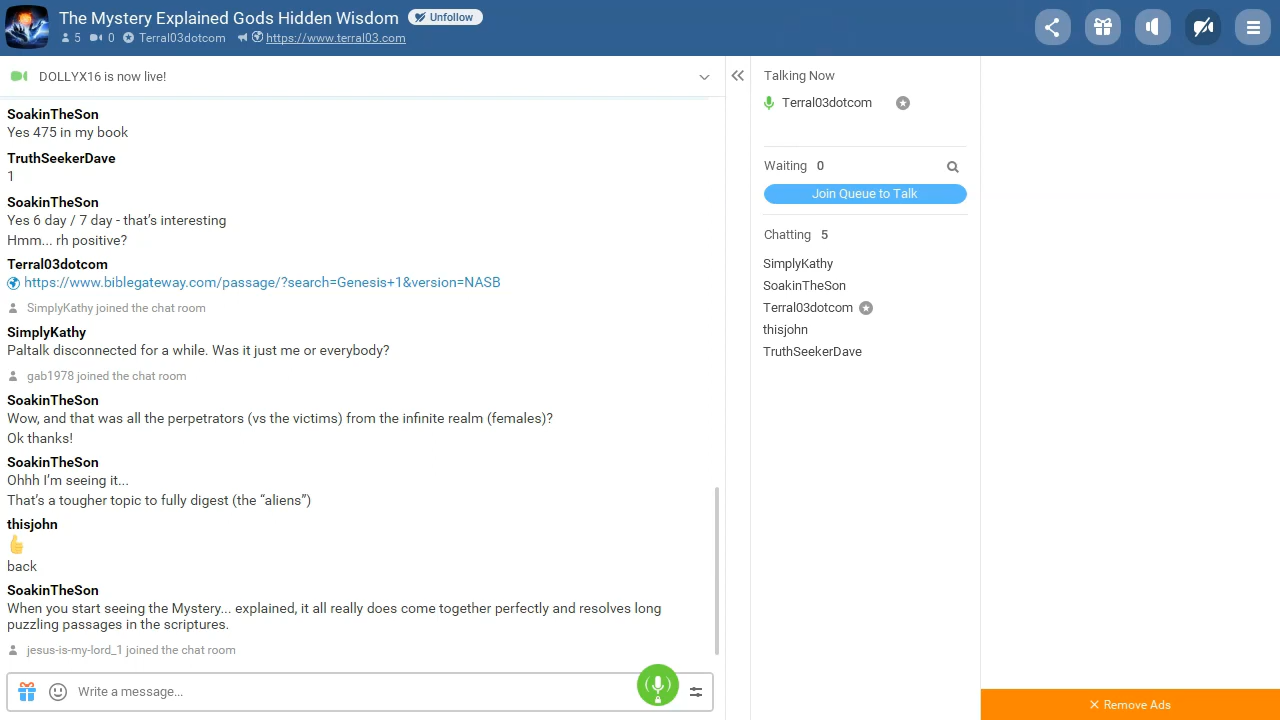 The Mystery Explained Gods Hidden Wisdom
Unfollow
5 0 Terral03dotcom https://www.terral03.com
DOLLYX16 is now live!
SoakinTheSon
Yes 475 in my book
TruthSeekerDave
1
SoakinTheSon
Yes 6 day / 7 day - that’s interesting
Hmm... rh positive?
Terral03dotcom
https://www.biblegateway.com/passage/?search=Genesis+1&version=NASB
SimplyKathy joined the chat room
SimplyKathy
Paltalk disconnected for a while. Was it just me or everybody?
gab1978 joined the chat room
SoakinTheSon
Wow, and that was all the perpetrators (vs the victims) from the infinite realm (females)?
Ok thanks!
SoakinTheSon
Ohhh I’m seeing it...
That’s a tougher topic to fully digest (the “aliens”)
thisjohn
back
SoakinTheSon
When you start seeing the Mystery... explained, it all really does come together perfectly and resolves long
puzzling passages in the scriptures.
jesus-is-my-lord_1 joined the chat room
Write a message...
Talking Now
Terral03dotcom
Waiting 0
Join Queue to Talk
Chatting 5
SimplyKathy
SoakinTheSon
Terral03dotcom
thisjohn
TruthSeekerDave
Remove Ads